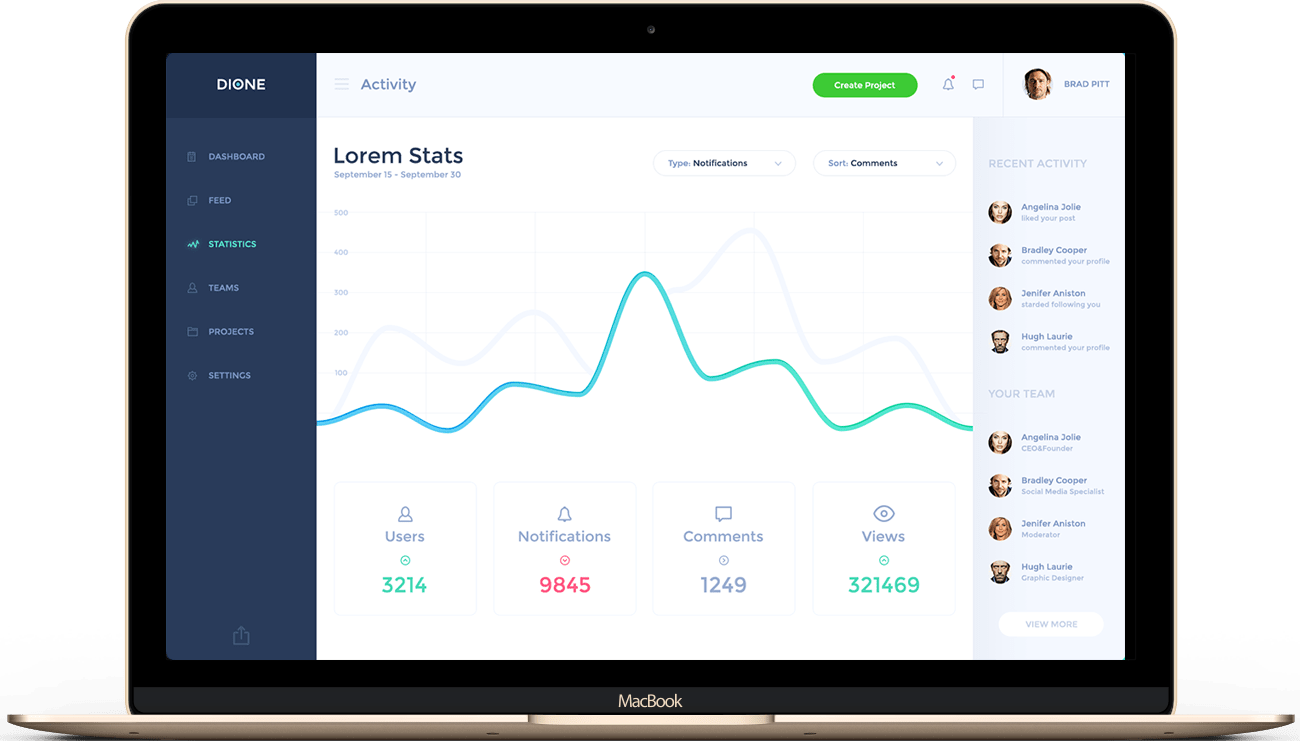 DIONE
Activity
Create Project
BRAD PITT
DASHBOARD
FEED
STATISTICS
TEAMS
PROJECTS
SETTINGS
Lorem Stats
September 15 - September 30
Type: Notifications
Sort: Comments
500
400
300
200
100
Users
3214
Notifications
9845
Comments
1249
Views
321469
RECENT ACTIVITY
Angelina Jolie
liked your post
Bradley Cooper
commented your profile
Jenifer Aniston
starded following you
Hugh Laurie
commented your profile
YOUR TEAM
Angelina Jolie
CEO&Founder
Bradley Cooper
Social Media Specialist
Jenifer Aniston
Moderator
Hugh Laurie
Graphic Designer
VIEW MORE
MacBook